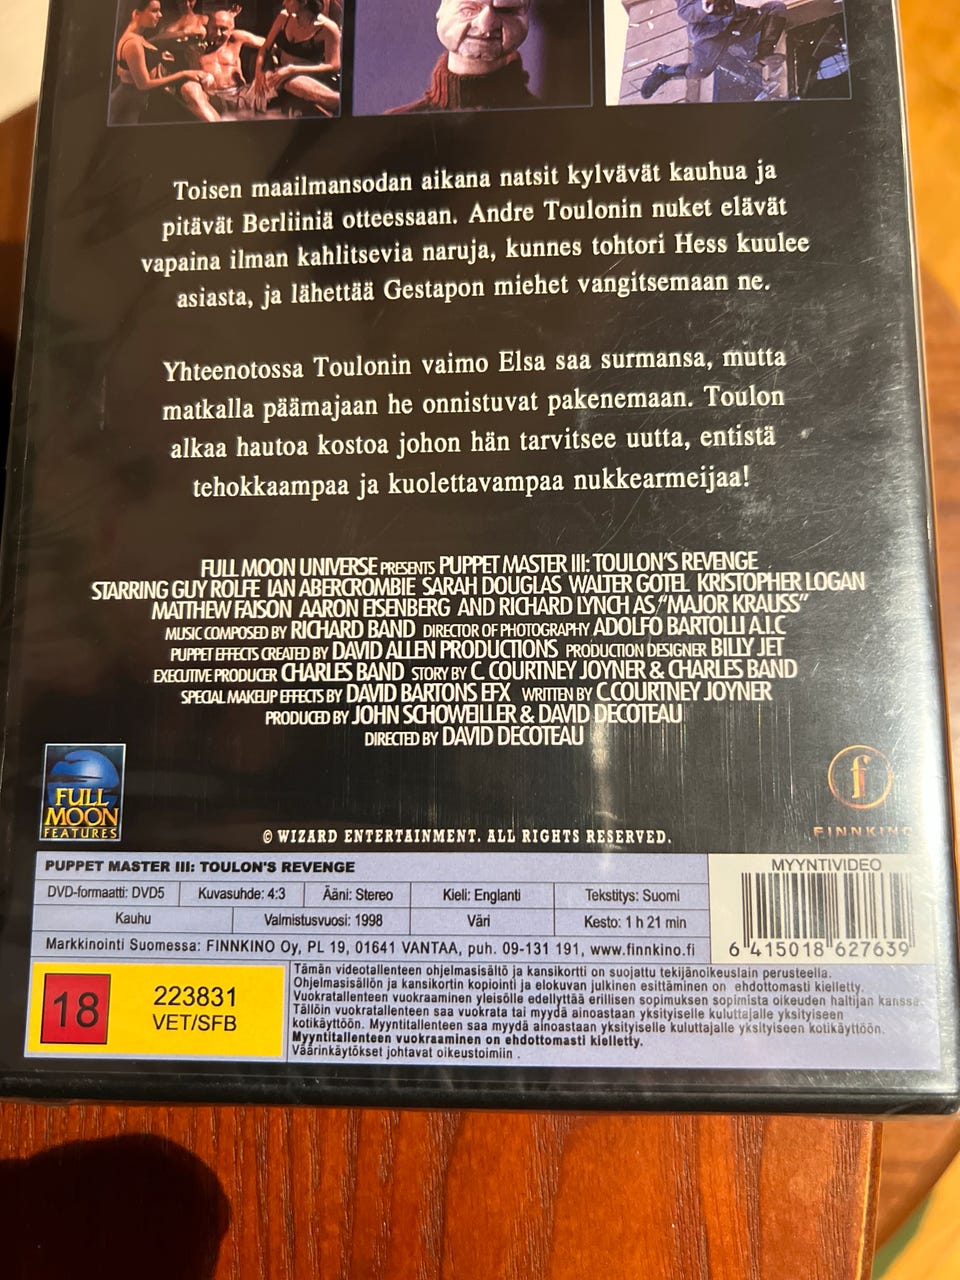 Toisen maailmansodan aikana natsit kylvävät kauhua ja
pitävät Berliiniä otteessaan. Andre Toulonin nuket elävät
vapaina ilman kahlitsevia naruja, kunnes tohtori Hess kuulee
asiasta, ja lähettää Gestapon miehet vangitsemaan ne.
Yhteenotossa Toulonin vaimo Elsa saa surmansa, mutta
matkalla päämajaan he onnistuvat pakenemaan. Toulon
alkaa hautoa kostoa johon hän tarvitsee uutta, entistä
tehokkaampaa ja kuolettavampaa nukkearmeijaa!
FULL MOON UNIVERSE PRESENTS PUPPET MASTER III: TOULON'S REVENGE
STARRING GUY ROLFE IAN ABERCROMBIE SARAH DOUGLAS WALTER GOTEL KRISTOPHER LOGAN
MATTHEW FAISON AARON EISENBERG AND RICHARD LYNCH AS "MAJOR KRAUSS"
MUSIC COMPOSED BY RICHARD BAND DIRECTOR OF PHOTOGRAPHY ADOLFO BARTOLLI A.I.C
PUPPET EFFECTS CREATED BY DAVID ALLEN PRODUCTIONS PRODUCTION DESIGNER BILLY JET
EXECUTIVE PRODUCER CHARLES BAND STORY BY C. COURTNEY JOYNER & CHARLES BAND
SPECIAL MAKEUP EFFECTS BY DAVID BARTONS EFX WRITTEN BY C.COURTNEY JOYNER
PRODUCED BY JOHN SCHOWEILLER & DAVID DECOTEAU
DIRECTED BY DAVID DECOTEAU
FULL
MOON
FEATURES
f
FINNKINO
© WIZARD ENTERTAINMENT. ALL RIGHTS RESERVED.
PUPPET MASTER III: TOULON'S REVENGE
MYYNTIVIDEO
DVD-formaatti: DVD5 Kuvasuhde: 4:3 Ääni: Stereo Kieli: Englanti Tekstitys: Suomi
Kauhu Valmistusvuosi: 1998 Väri Kesto: 1 h 21 min
Markkinointi Suomessa: FINNKINO Oy, PL 19, 01641 VANTAA, puh. 09-131 191, www.finnkino.fi
6 415018 627639
18
223831
VET/SFB
Tämän videotallenteen ohjelmasisältö ja kansikortti on suojattu tekijänoikeuslain perusteella.
Ohjelmasisällön ja kansikortin kopiointi ja elokuvan julkinen esittäminen on ehdottomasti kielletty.
Vuokratallenteen vuokraaminen yleisölle edellyttää erillisen sopimuksen sopimista oikeuden haltijan kanssa.
Tällöin vuokratallenteen saa vuokrata tai myydä ainoastaan yksityiselle kuluttajalle yksityiseen
kotikäyttöön. Myyntitallenteen saa myydä ainoastaan yksityiselle kuluttajalle yksityiseen kotikäyttöön.
Myyntitallenteen vuokraaminen on ehdottomasti kielletty.
Väärinkäytökset johtavat oikeustoimiin .